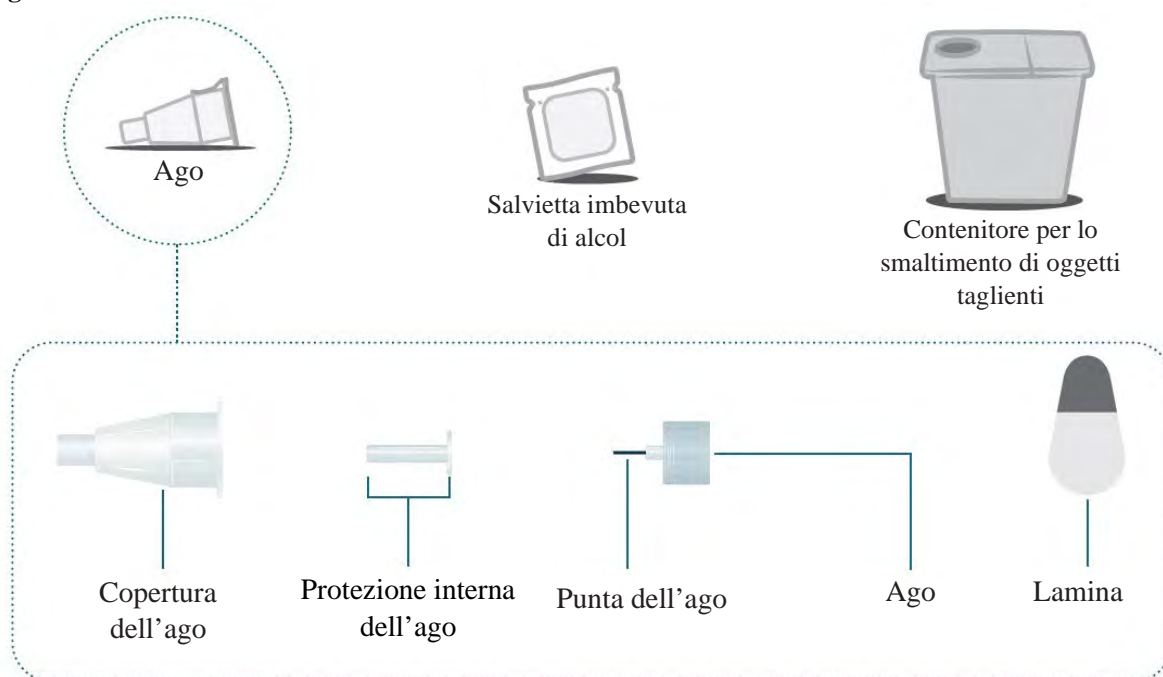 Ago
Salvietta imbevuta
di alcol
Contenitore per lo
smaltimento di oggetti
taglienti
Copertura
dell’ago
Protezione interna
dell’ago
Punta dell’ago
Ago
Lamina